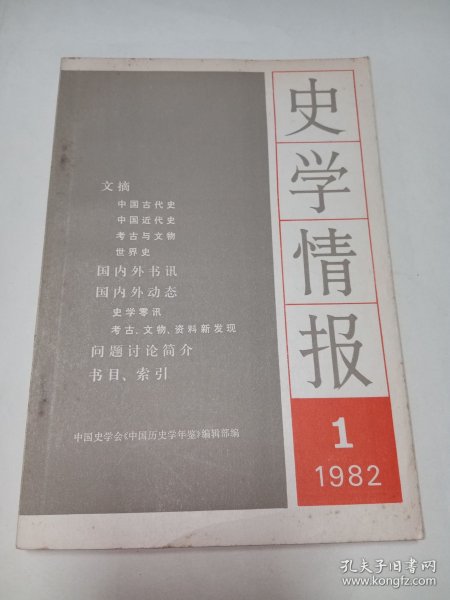 史学情报
1
1982
文摘
中国古代史
中国近代史
考古与文物
世界史
国内外书讯
国内外动态
史学零讯
考古、文物、资料新发现
问题讨论简介
书目、索引
中国史学会《中国历史学年鉴》编辑部编
孔夫子旧书网
www.kongfz.com